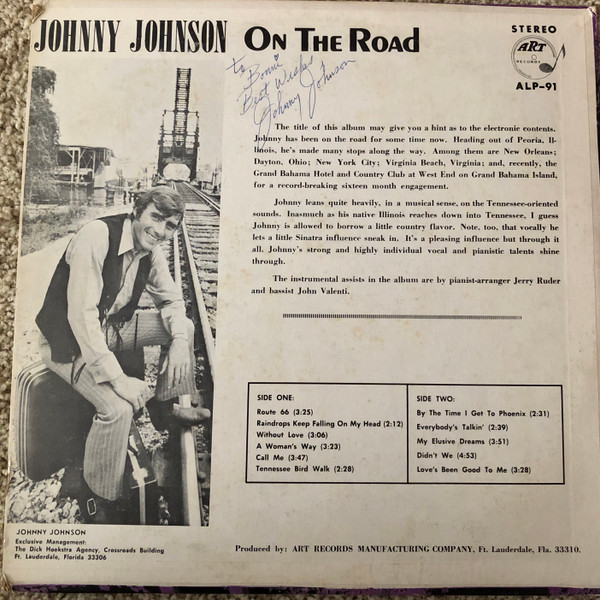 JOHNNY JOHNSON ON THE ROAD
STEREO
ART
RECORDS
ALP-91
to Bonnie
Best Wishes
Johnny Johnson
The title of this album may give you a hint as to the electronic contents.
Johnny has been on the road for some time now. Heading out of Peoria, Il-
linois, he's made many stops along the way. Among them are New Orleans;
Dayton, Ohio; New York City; Virginia Beach, Virginia; and, recently, the
Grand Bahama Hotel and Country Club at West End on Grand Bahama Island,
for a record-breaking sixteen month engagement.
Johnny leans quite heavily, in a musical sense, on the Tennessee-oriented
sounds. Inasmuch as his native Illinois reaches down into Tennessee, I guess
Johnny is allowed to borrow a little country flavor. Note, too, that vocally he
lets a little Sinatra influence sneak in. It's a pleasing influence but through it
all, Johnny's strong and highly individual vocal and pianistic talents shine
through.
The instrumental assists in the album are by pianist-arranger Jerry Ruder
and bassist John Valenti.
SIDE ONE:
Route 66 (3:25)
Raindrops Keep Falling On My Head (2:12)
Without Love (3:06)
A Woman's Way (3:23)
Call Me (3:47)
Tennessee Bird Walk (2:28)
SIDE TWO:
By The Time I Get To Phoenix (2:31)
Everybody's Talkin' (2:39)
My Elusive Dreams (3:51)
Didn't We (4:53)
Love's Been Good To Me (3:28)
JOHNNY JOHNSON
Exclusive Management:
The Dick Hoekstra Agency, Crossroads Building
Ft. Lauderdale, Florida 33306
Produced by: ART RECORDS MANUFACTURING COMPANY, Ft. Lauderdale, Fla. 33310.